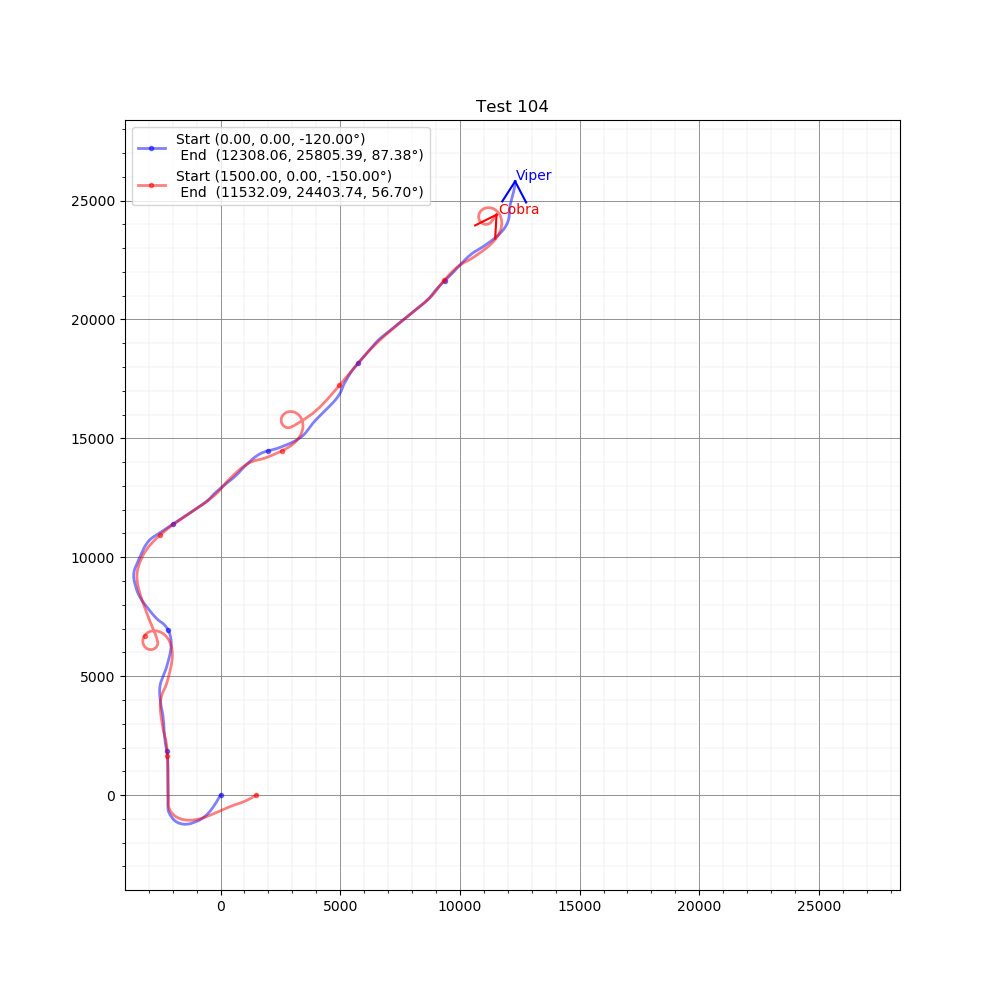 Test 104
Start (0.00, 0.00, -120.00°)
End (12308.06, 25805.39, 87.38°)
Start (1500.00, 0.00, -150.00°)
End (11532.09, 24403.74, 56.70°)
Viper
Cobra
25000
20000
15000
10000
5000
0
0 5000 10000 15000 20000 25000